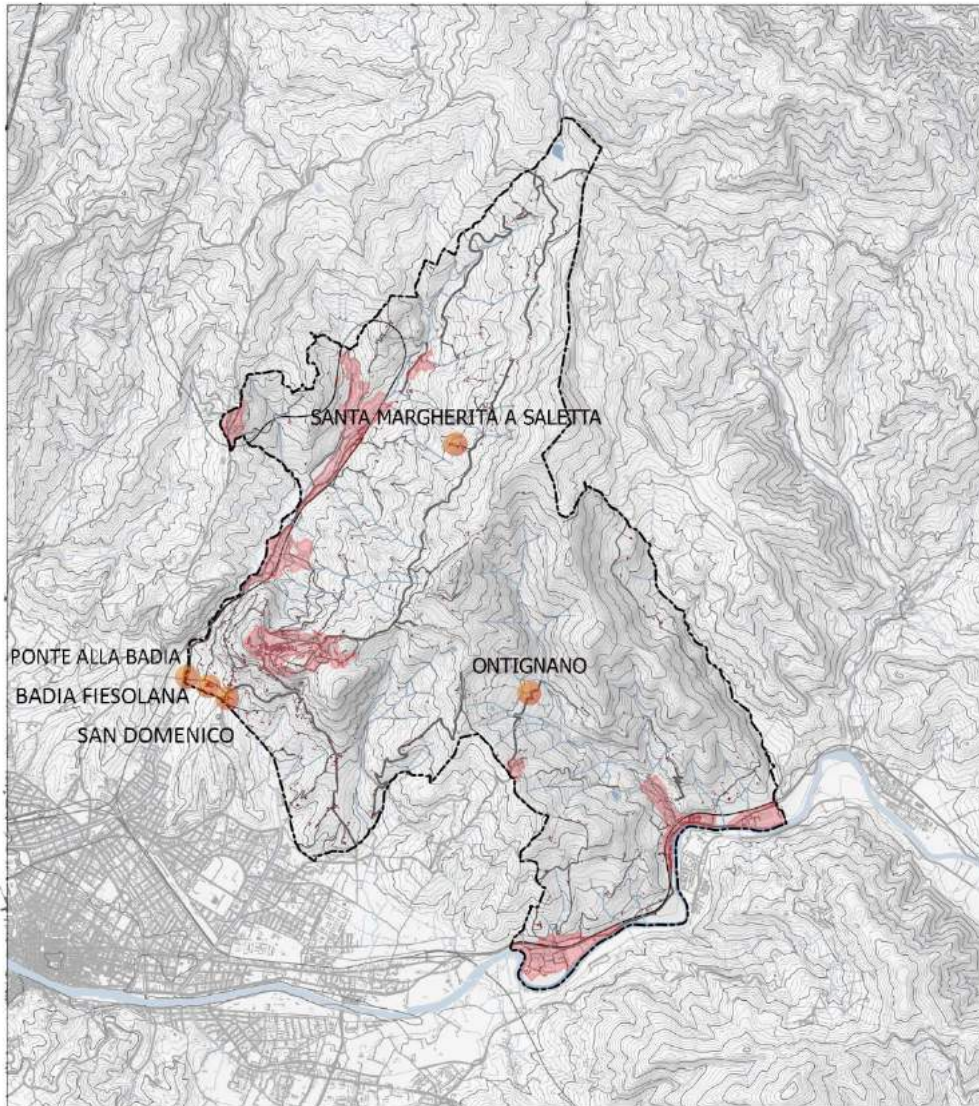 SANTA MARGHERITA A SALETTA
PONTE ALLA BADIA
ONTIGNANO
BADIA FIESOLANA
SAN DOMENICO